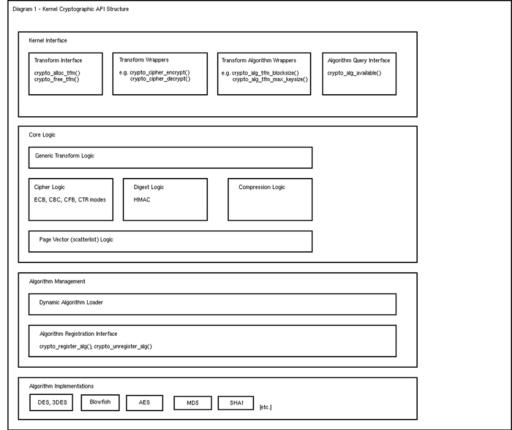 Diagram 1 - Kernel Cryptographic API Structure
Kernel Interface
Transform Interface
crypto_alloc_tfm()
crypto_free_tfm()
Transform Wrappers
e.g. crypto_cipher_encrypt()
crypto_cipher_decrypt()
Transform Algorithm Wrappers
e.g. crypto_alg_tfm_blocksize()
crypto_alg_tfm_max_keysize()
Algorithm Query Interface
crypto_alg_available()
Core Logic
Generic Transform Logic
Cipher Logic
ECB, CBC, CFB, CTR modes
Digest Logic
HMAC
Compression Logic
Page Vector (scatterlist) Logic
Algorithm Management
Dynamic Algorithm Loader
Algorithm Registration Interface
crypto_register_alg(), crypto_unregister_alg()
Algorithm Implementations
DES, 3DES
Blowfish
AES
MD5
SHA1
[etc.]